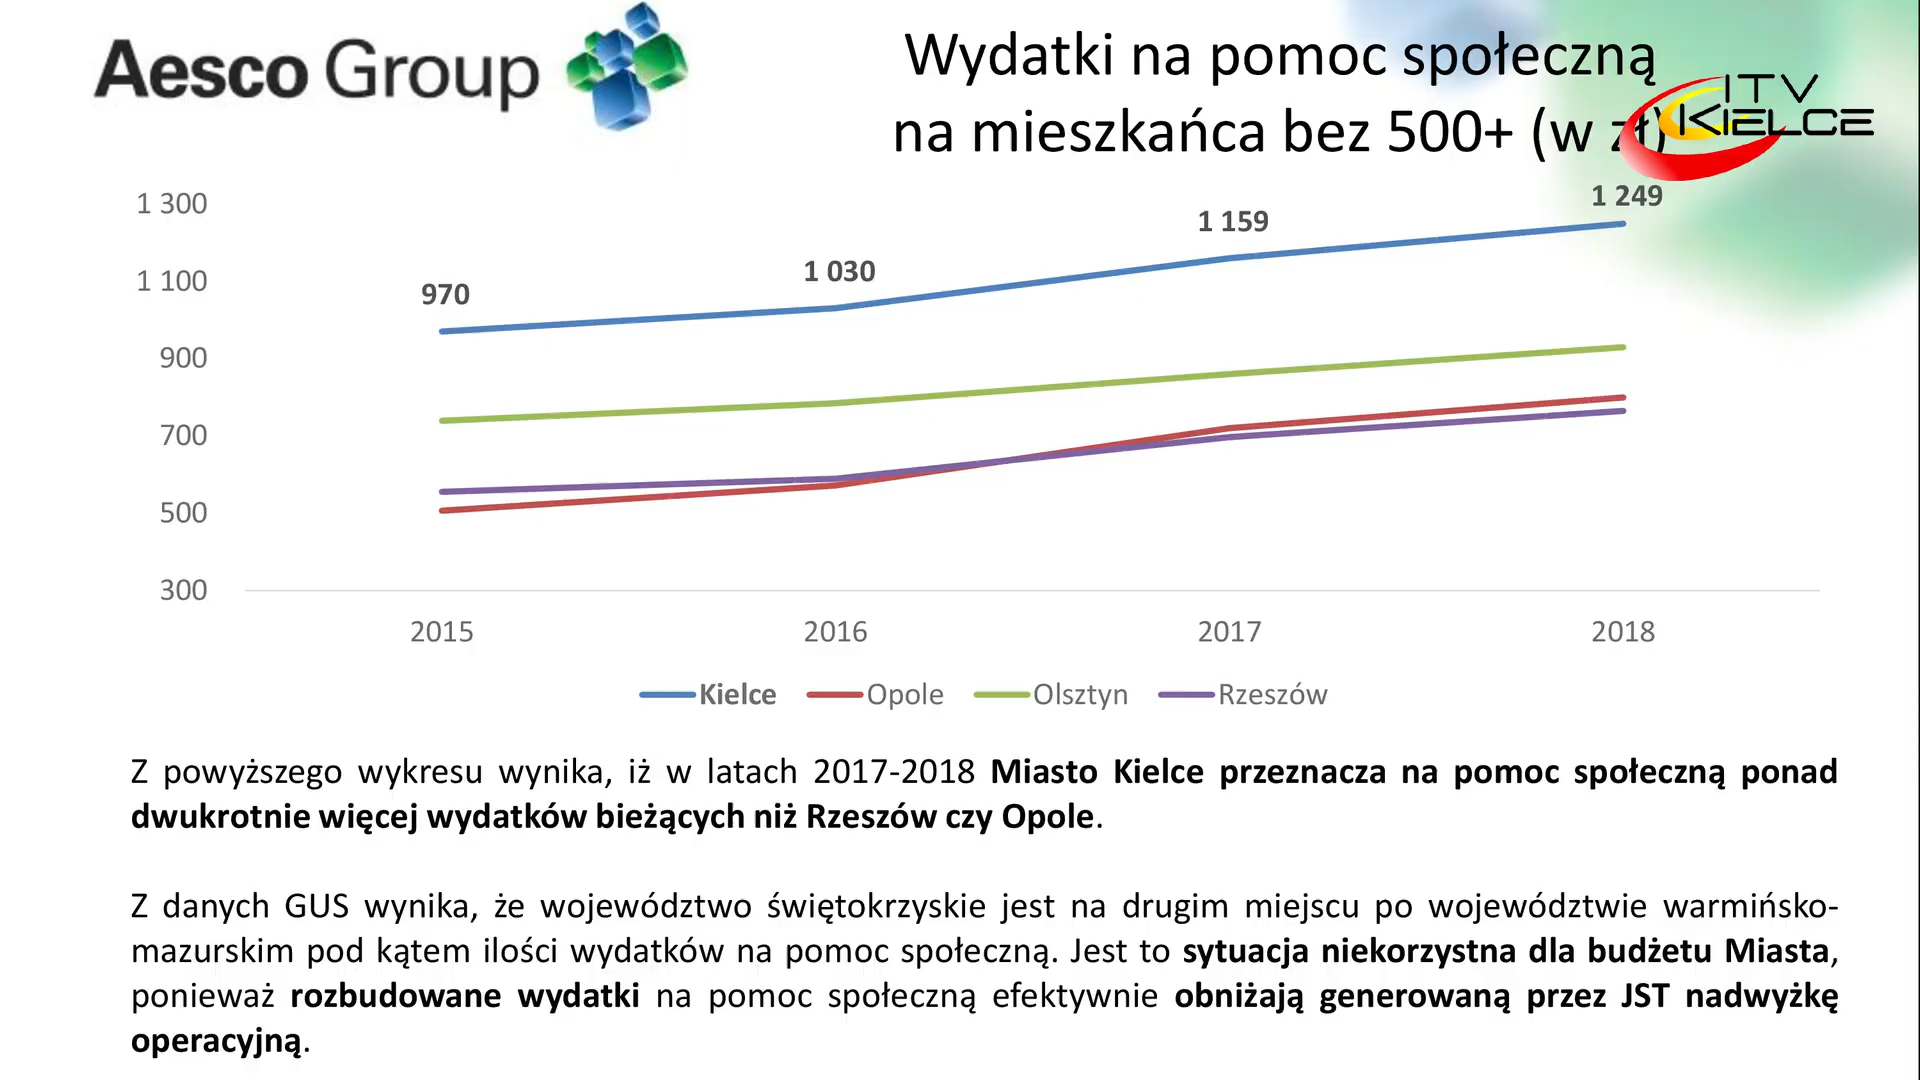 Aesco Group
Wydatki na pomoc społeczną
na mieszkańca bez 500+ (w zł)
ITV
KIELCE
1 300
1 100
900
700
500
300
970
1 030
1 159
1 249
2015 2016 2017 2018
Kielce Opole Olsztyn Rzeszów
Z powyższego wykresu wynika, iż w latach 2017-2018 Miasto Kielce przeznacza na pomoc społeczną ponad
dwukrotnie więcej wydatków bieżących niż Rzeszów czy Opole.
Z danych GUS wynika, że województwo świętokrzyskie jest na drugim miejscu po województwie warmińsko-
mazurskim pod kątem ilości wydatków na pomoc społeczną. Jest to sytuacja niekorzystna dla budżetu Miasta,
ponieważ rozbudowane wydatki na pomoc społeczną efektywnie obniżają generowaną przez JST nadwyżkę
operacyjną.